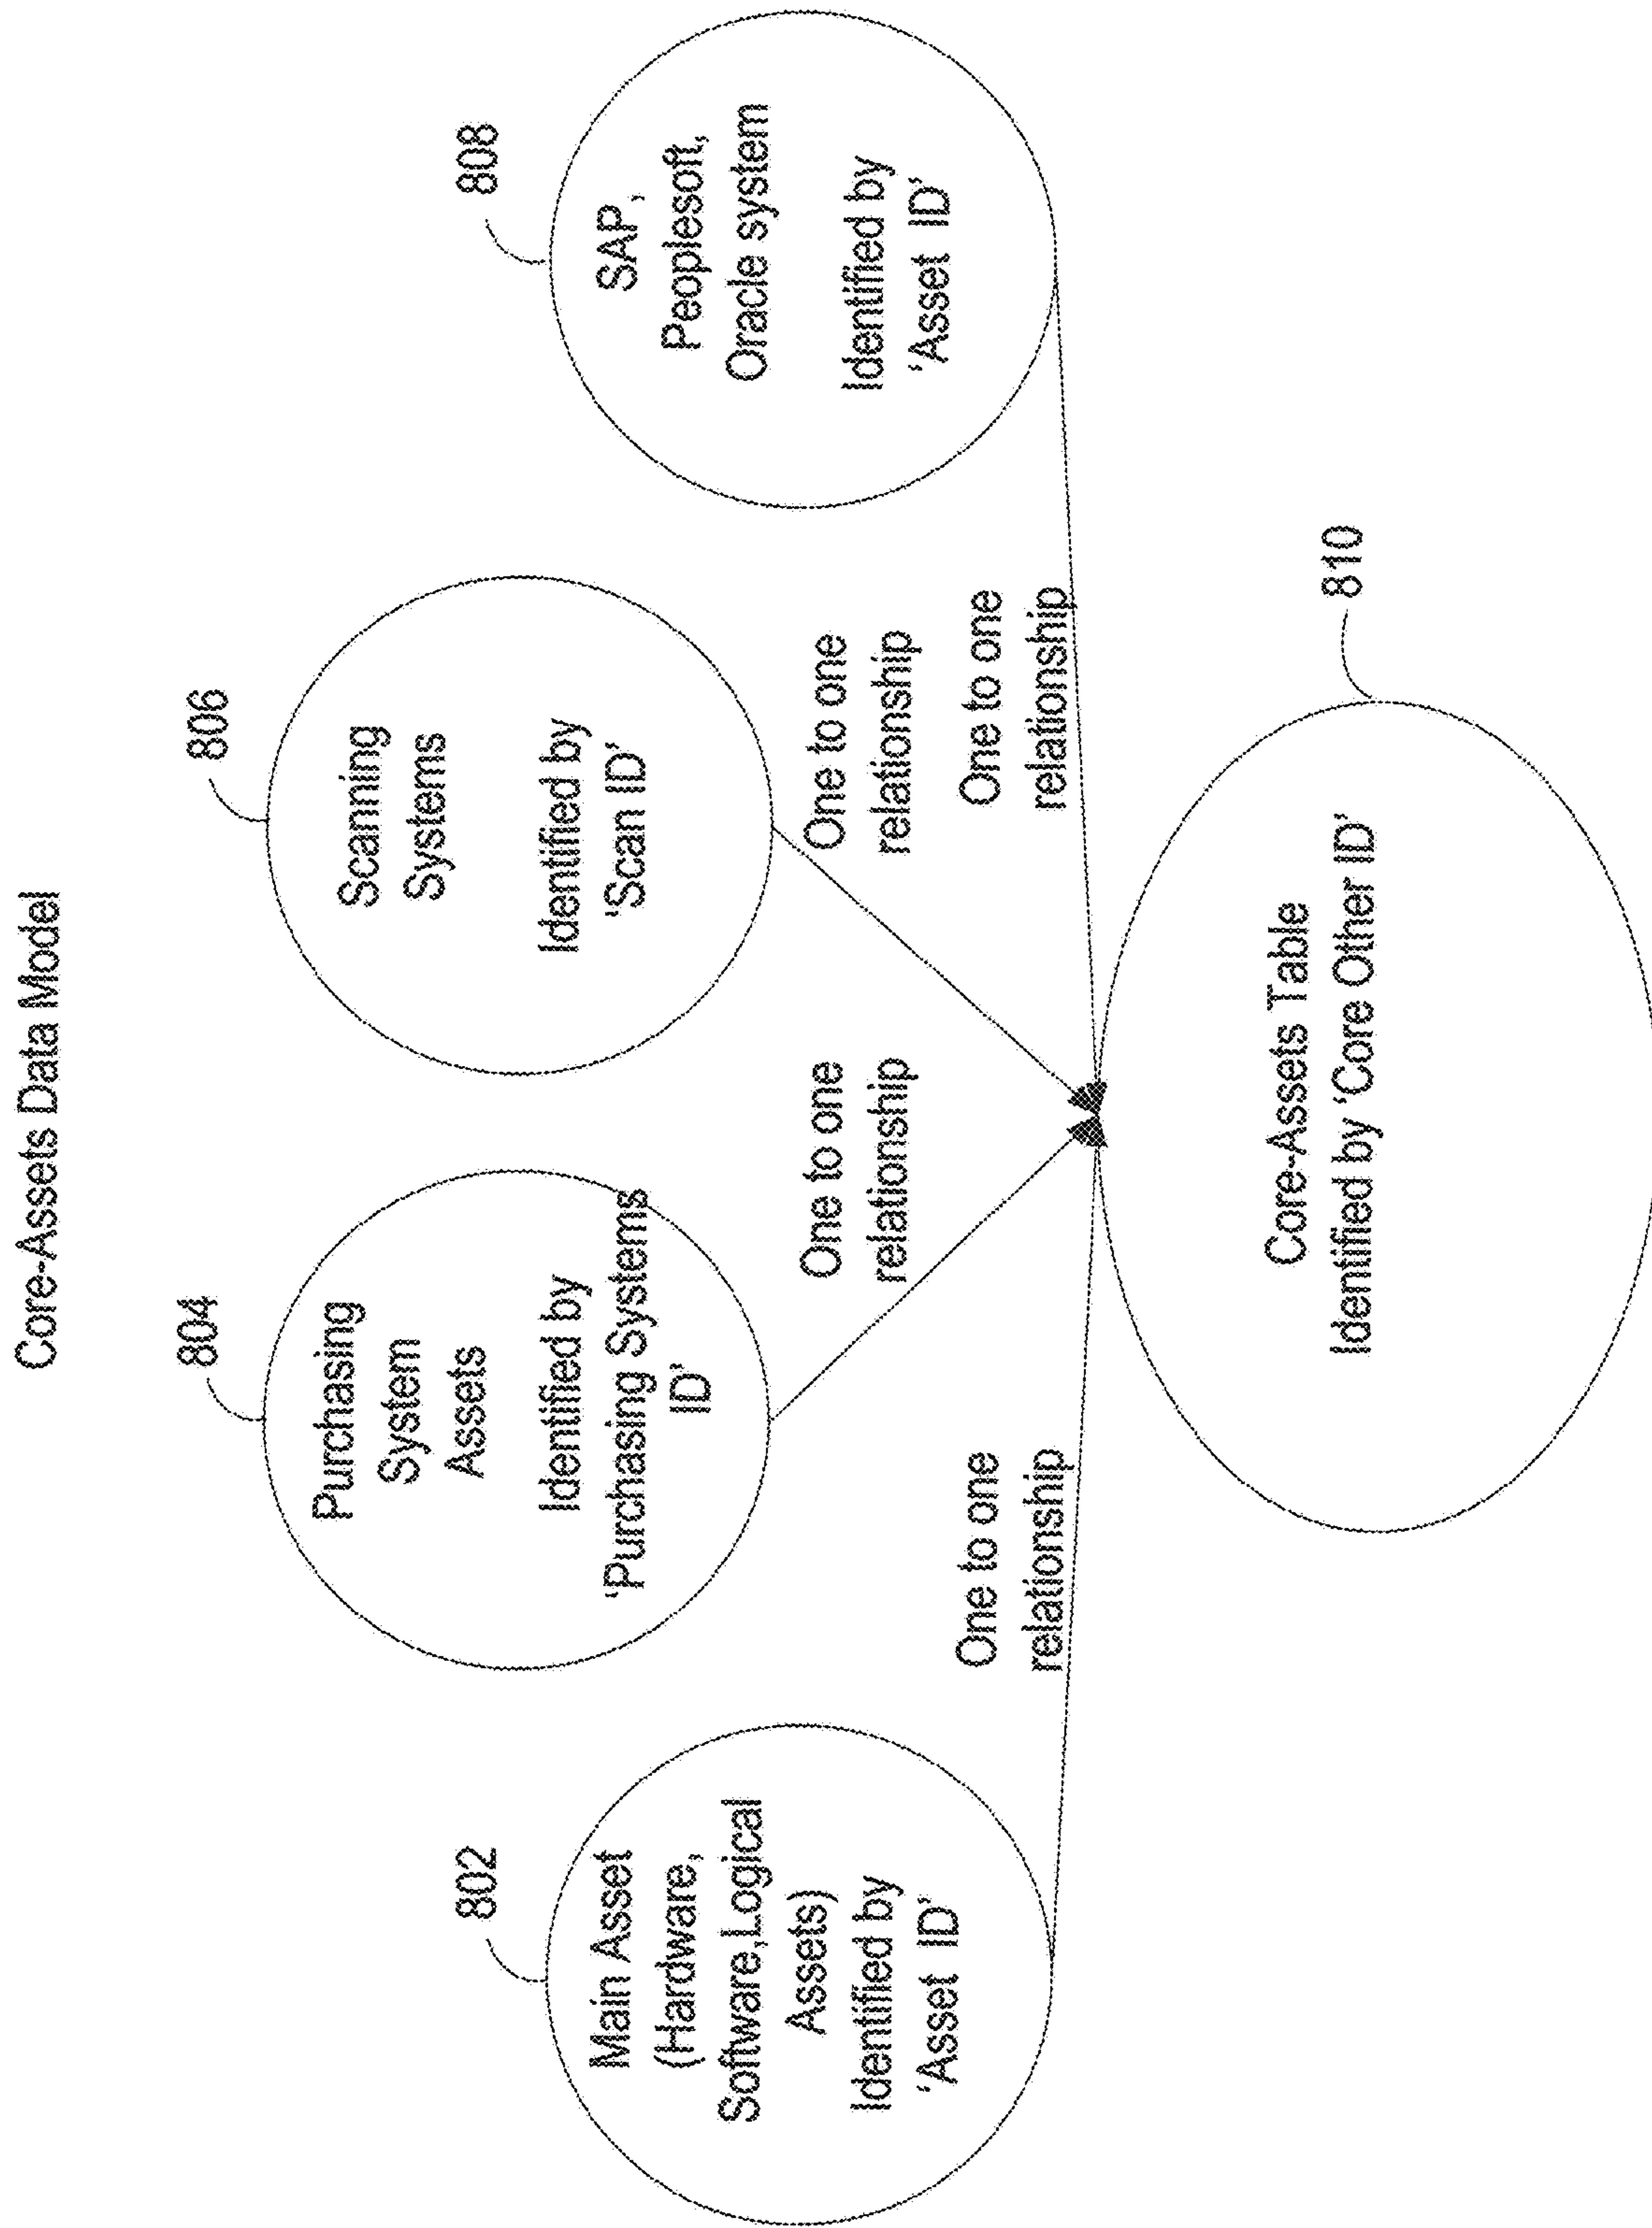 Core-Assets Data Model
802
Main Asset
(Hardware,
Software,Logical
Assets)
Identified by
'Asset ID'
804
Purchasing
System
Assets
Identified by
'Purchasing Systems
ID'
806
Scanning
Systems
Identified by
'Scan ID'
808
SAP,
Peoplesoft,
Oracle system
Identified by
'Asset ID'
One to one
relationship
One to one
relationship
One to one
relationship
One to one
relationship
810
Core-Assets Table
Identified by 'Core Other ID'